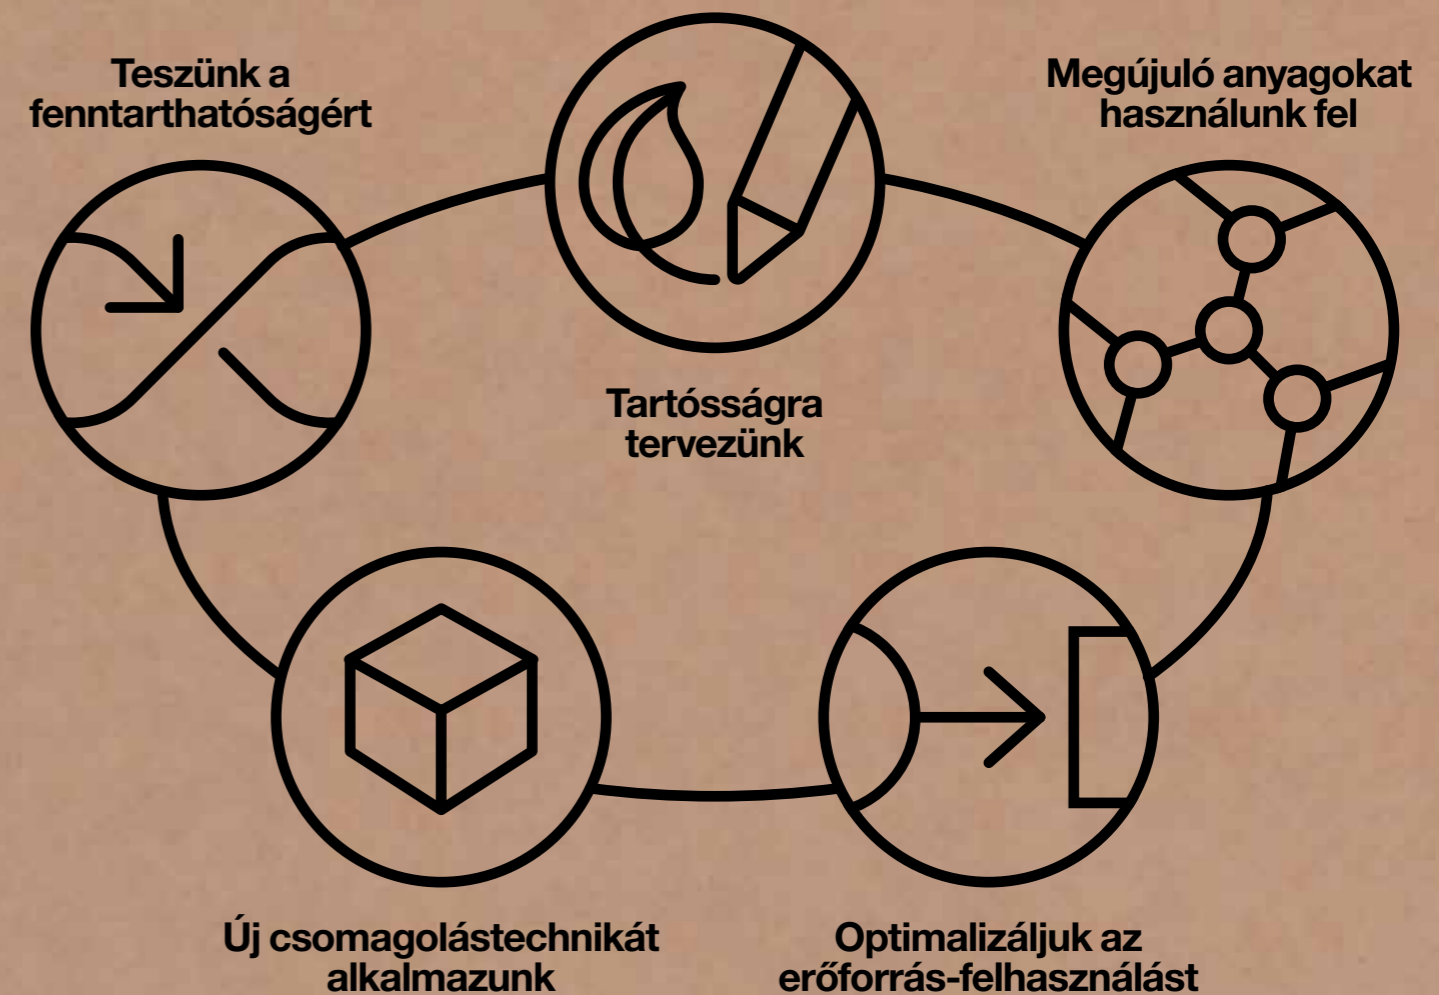 Teszünk a
fenntarthatóságért
Megújuló anyagokat
használunk fel
Tartósságra
tervezünk
Új csomagolástechnikát
alkalmazunk
Optimalizáljuk az
erőforrás-felhasználást